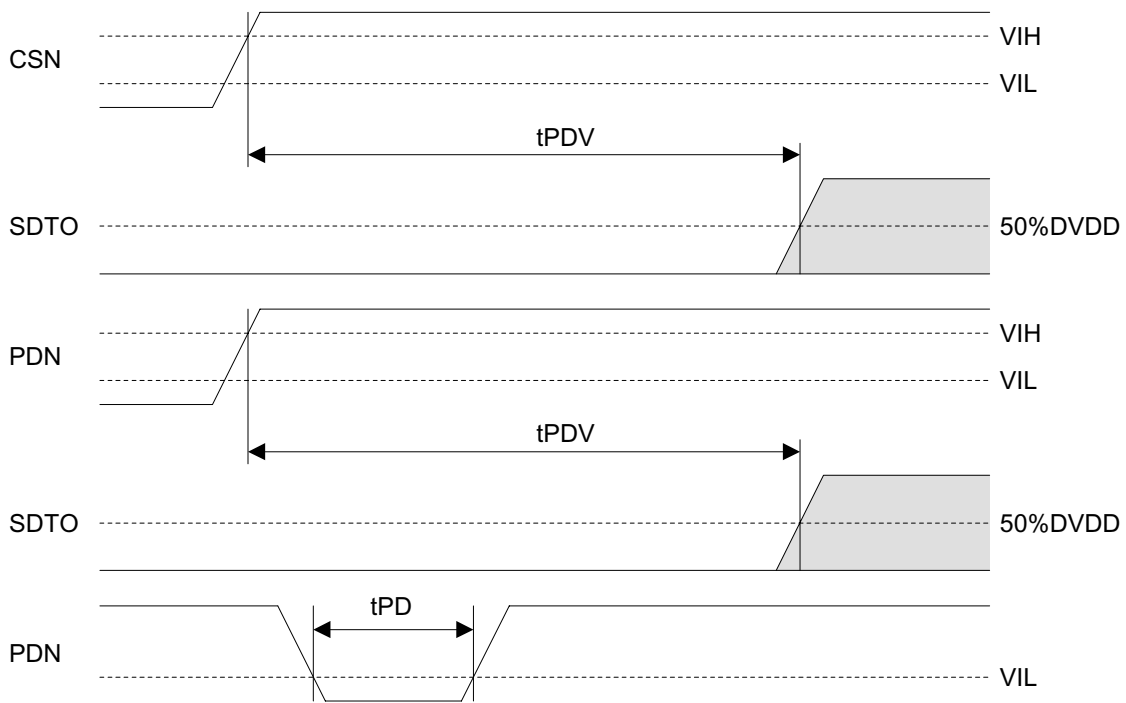 CSN
VIH
VIL
tPDV
SDTO
50%DVDD
PDN
VIH
VIL
tPDV
SDTO
50%DVDD
tPD
PDN
VIL